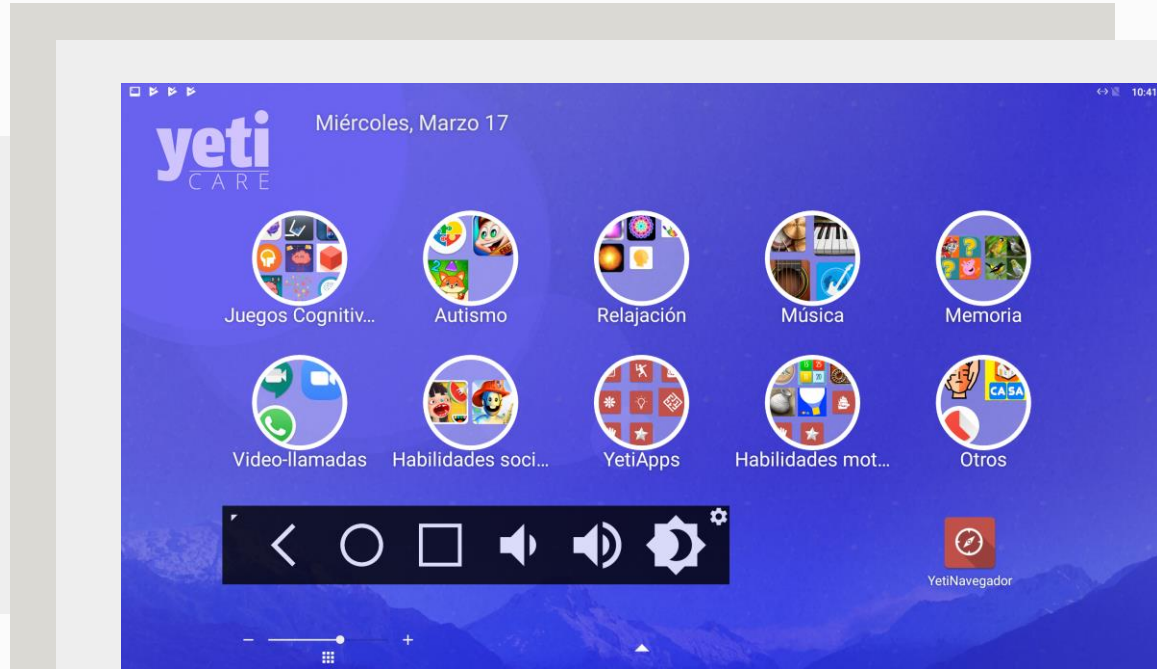 10:41
yeti
CARE
Miércoles, Marzo 17
Juegos Cognitiv...
Autismo
Relajación
Música
Memoria
CASA
Video-llamadas
Habilidades soci...
YetiApps
Habilidades mot...
Otros
YetiNavegador